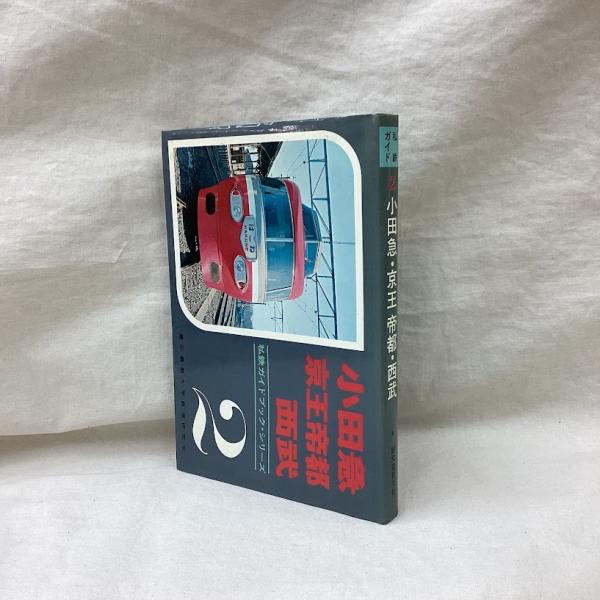 小田急
京王帝都
西武
私鉄ガイドブック・シリーズ
2
私鉄
ガイド
2
小田急・京王帝都・西武